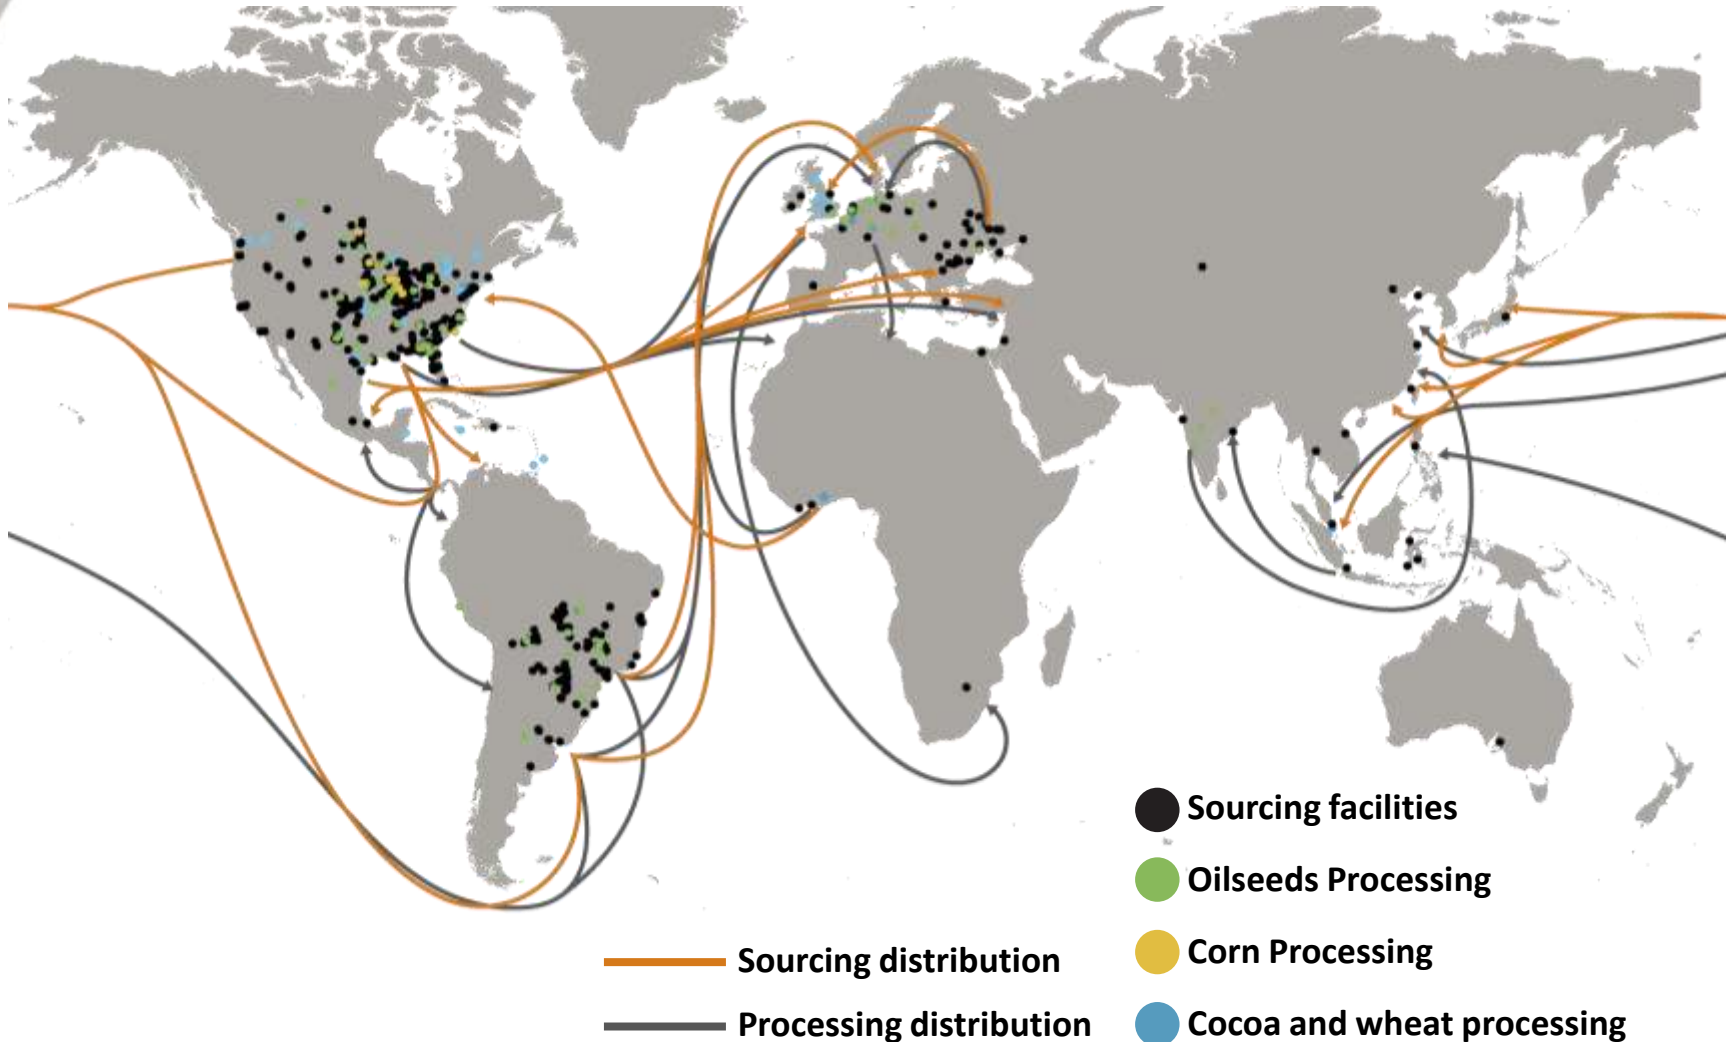 Sourcing facilities
Oilseeds Processing
Corn Processing
Cocoa and wheat processing
Sourcing distribution
Processing distribution